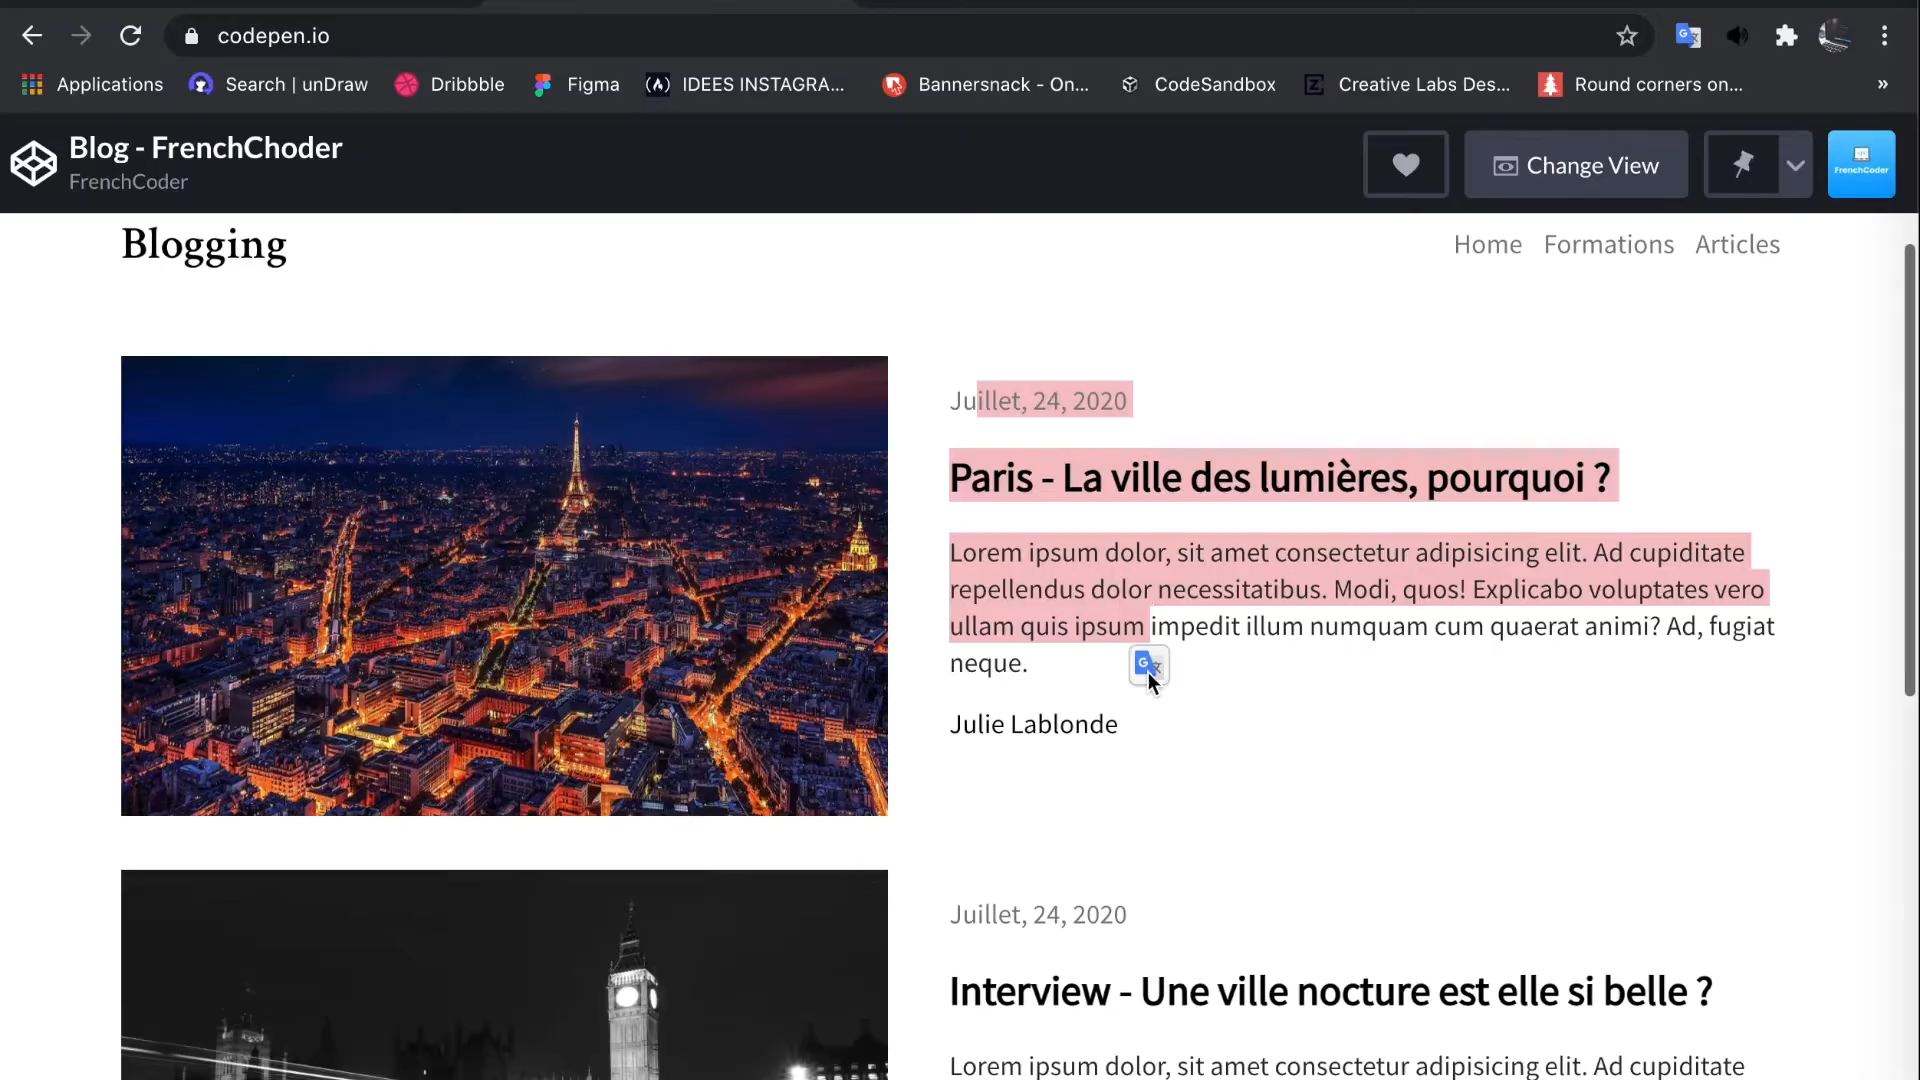 codepen.io
Applications
Search | unDraw
Dribbble
Figma
IDEES INSTAGRA...
Bannersnack - On...
CodeSandbox
Creative Labs Des...
Round corners on...
»
Blog - FrenchChoder
FrenchCoder
Change View
FrenchCoder
Blogging
Home
Formations
Articles
Juillet, 24, 2020
Paris - La ville des lumières, pourquoi ?
Lorem ipsum dolor, sit amet consectetur adipisicing elit. Ad cupiditate
repellendus dolor necessitatibus. Modi, quos! Explicabo voluptates vero
ullam quis ipsum impedit illum numquam cum quaerat animi? Ad, fugiat
neque.
Julie Lablonde
Juillet, 24, 2020
Interview - Une ville nocture est elle si belle ?
Lorem ipsum dolor, sit amet consectetur adipisicing elit. Ad cupiditate